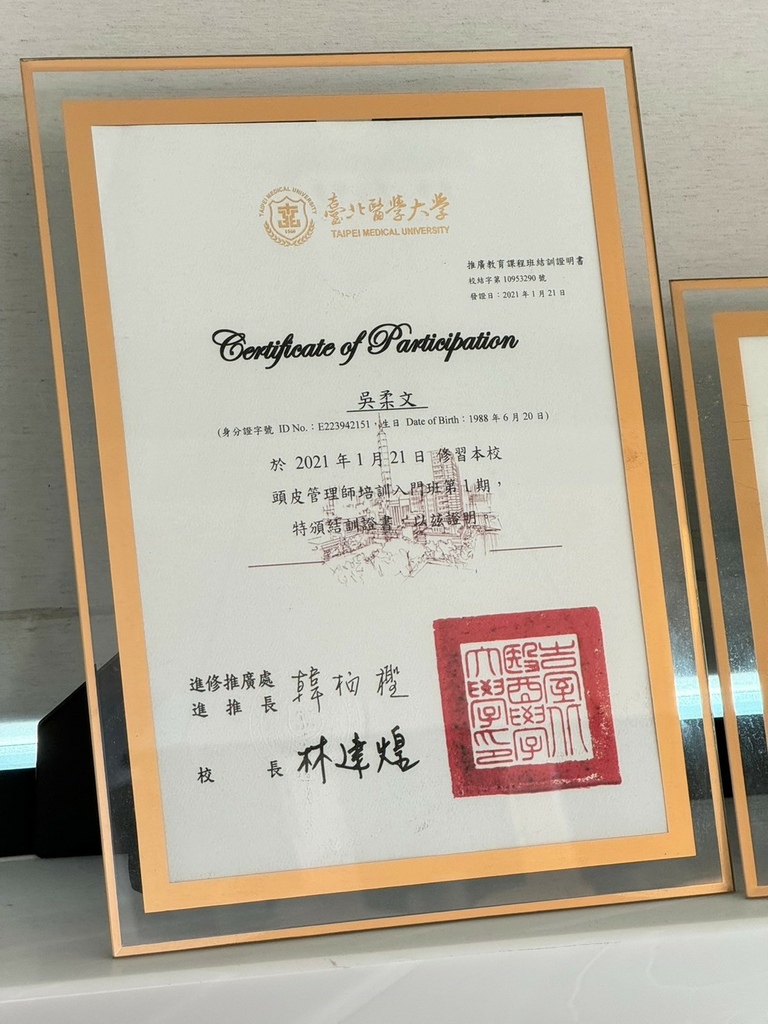 TAIPEI MEDICAL UNIVERSITY
1960
臺北醫學大學
TAIPEI MEDICAL UNIVERSITY
推廣教育課程班結訓證明書
校結字第 10953290 號
發證日：2021 年 1 月 21 日
Certificate of Participation
吳柔文
(身分證字號 ID No.：E223942151，生日 Date of Birth：1988 年 6 月 20 日)
於 2021 年 1 月 21 日 修習本校
頭皮管理師培訓入門班第 1 期，
特頒結訓證書，以茲證明。
進修推廣處
進 推 長 韓柏檉
校 長 林建煌